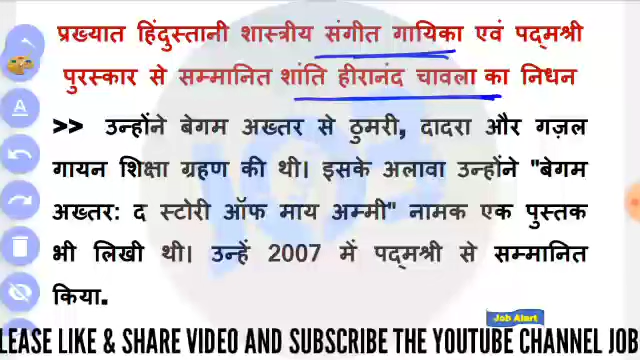 प्रख्यात हिंदुस्तानी शास्त्रीय संगीत गायिका एवं पद्मश्री
पुरस्कार से सम्मानित शांति हीरानंद चावला का निधन
>> उन्होंने बेगम अख्तर से ठुमरी, दादरा और गज़ल
गायन शिक्षा ग्रहण की थी। इसके अलावा उन्होंने "बेगम
अख्तर: द स्टोरी ऑफ माय अम्मी" नामक एक पुस्तक
भी लिखी थी। उन्हें 2007 में पद्मश्री से सम्मानित
किया.
Job Alert
LEASE LIKE & SHARE VIDEO AND SUBSCRIBE THE YOUTUBE CHANNEL JOB